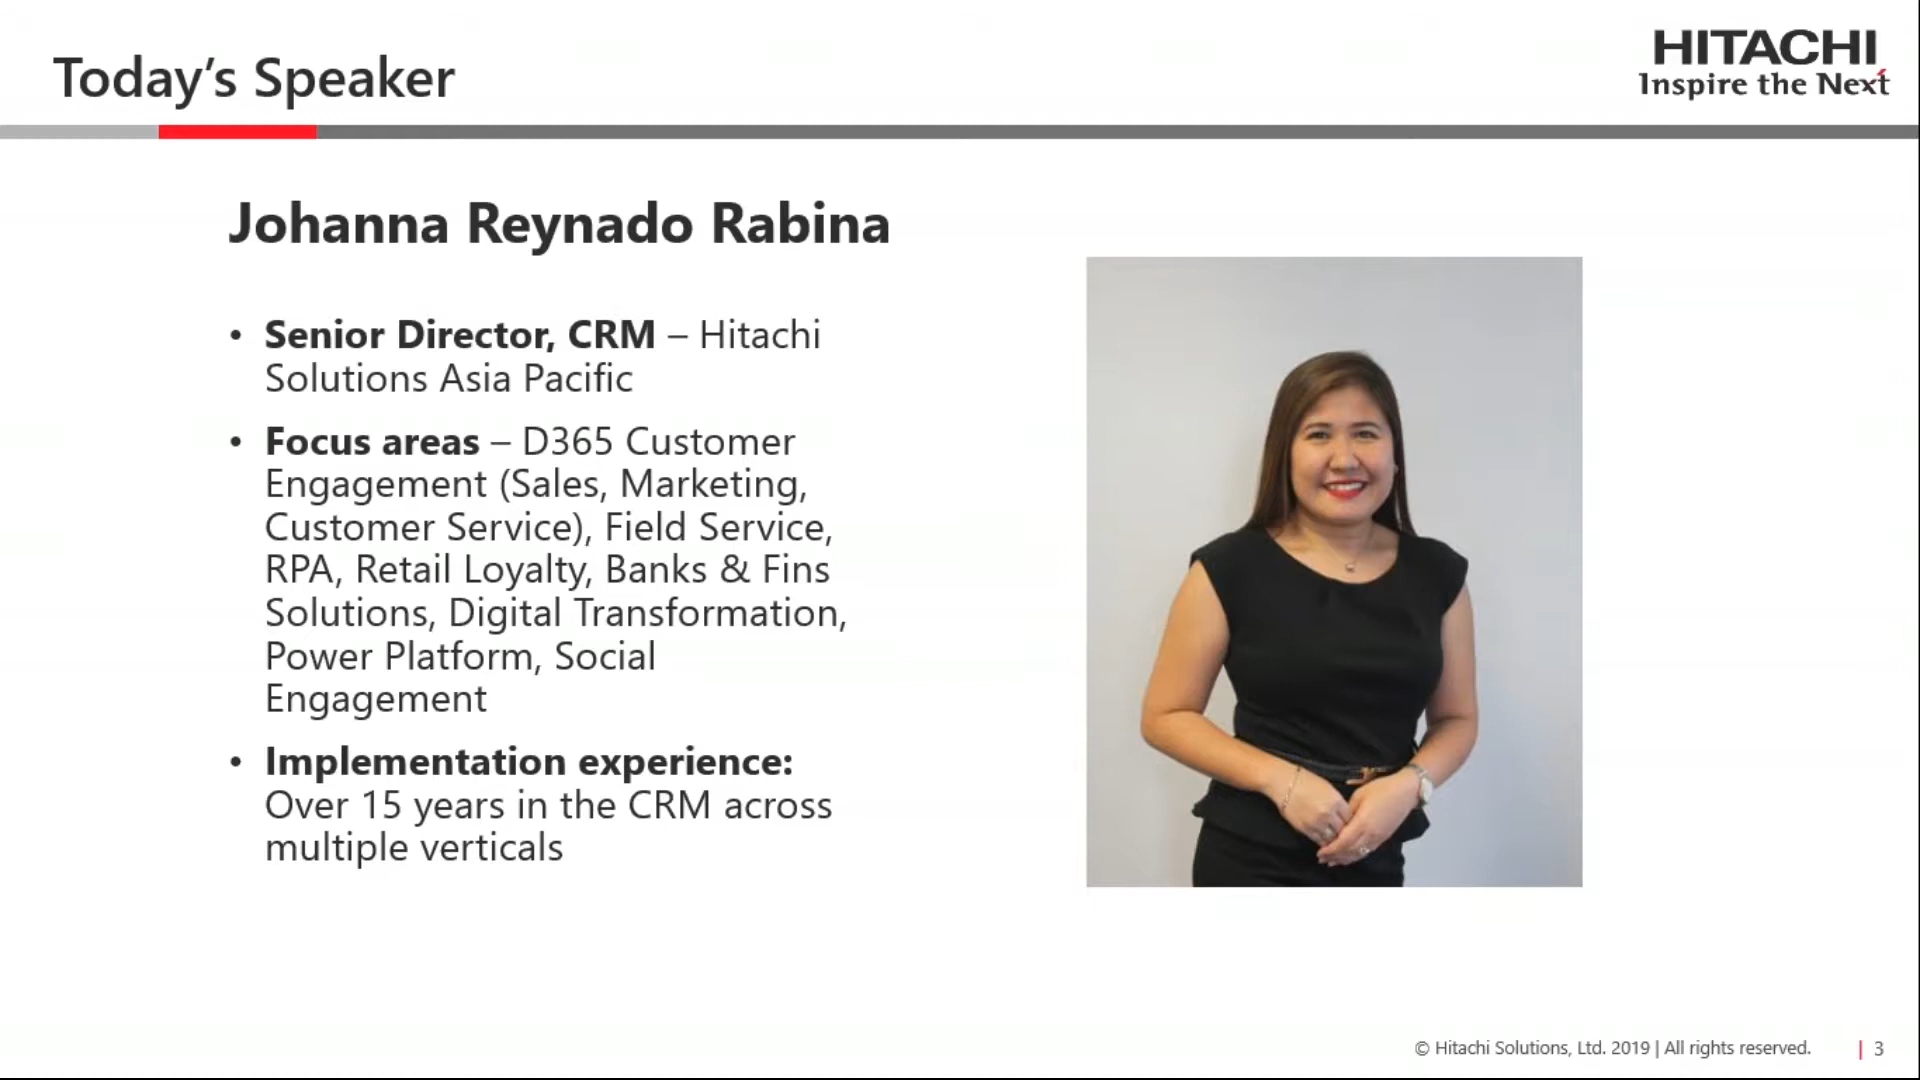 Today's Speaker
HITACHI
Inspire the Next
Johanna Reynado Rabina
• Senior Director, CRM – Hitachi
Solutions Asia Pacific
• Focus areas – D365 Customer
Engagement (Sales, Marketing,
Customer Service), Field Service,
RPA, Retail Loyalty, Banks & Fins
Solutions, Digital Transformation,
Power Platform, Social
Engagement
• Implementation experience:
Over 15 years in the CRM across
multiple verticals
© Hitachi Solutions, Ltd. 2019 | All rights reserved. | 3